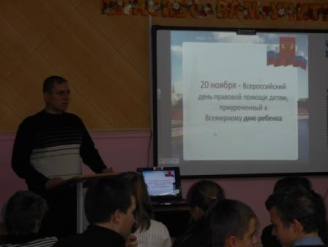 20 ноября - Всероссийский
день правовой помощи детям,
приуроченный к
Всемирному дню ребенка